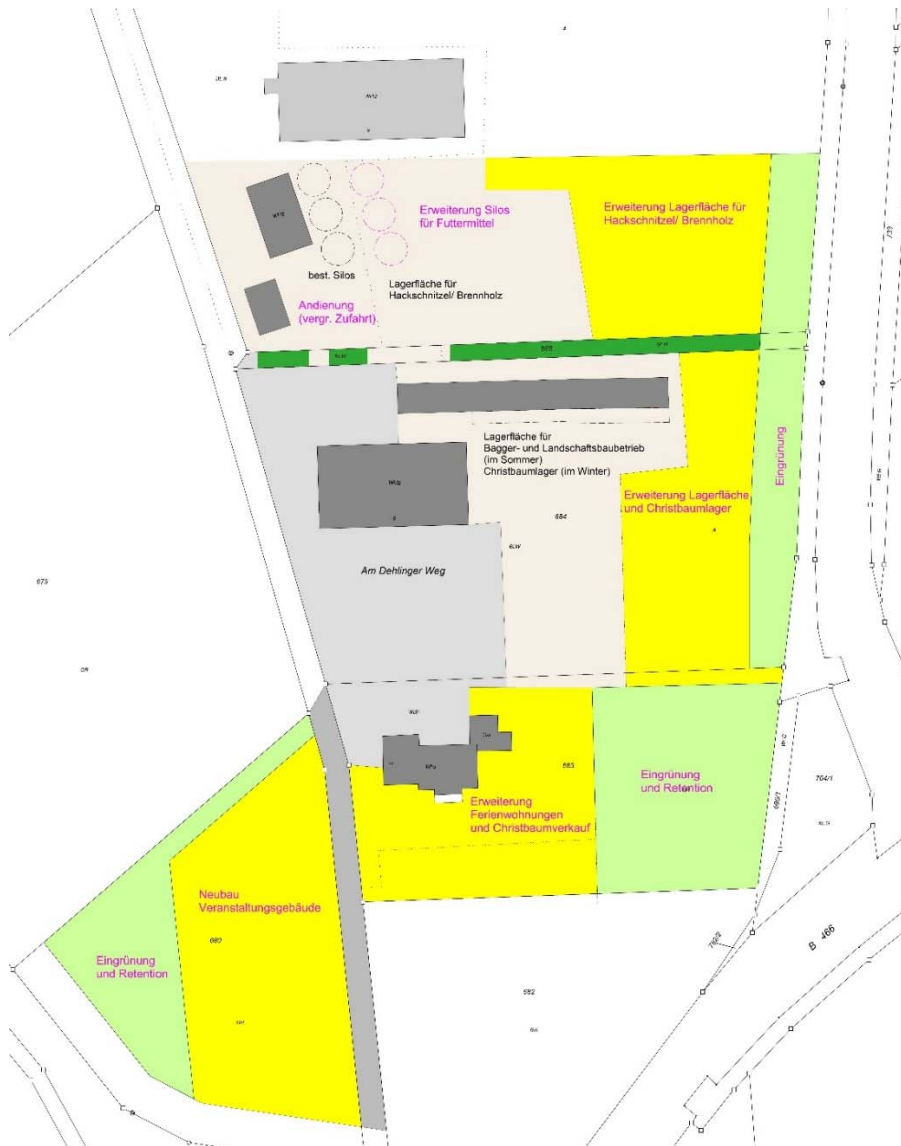 Erweiterung Silos
für Futtermittel
Erweiterung Lagerfläche für
Hackschnitzel/ Brennholz
best. Silos
Lagerfläche für
Hackschnitzel/ Brennholz
Andienung
(vergr. Zufahrt)
Lagerfläche für
Bagger- und Landschaftsbaubetrieb
(im Sommer)
Christbaumlager (im Winter)
Eingrünung
Erweiterung Lagerfläche
und Christbaumlager
684
Am Dehlinger Weg
679
683
Eingrünung
und Retention
704/1
Erweiterung
Ferienwohnungen
und Christbaumverkauf
Neubau
Veranstaltungsgebäude
680
Eingrünung
und Retention
B 466
682